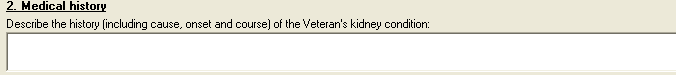 2. Medical history
Describe the history (including cause, onset and course) of the Veteran's kidney condition: